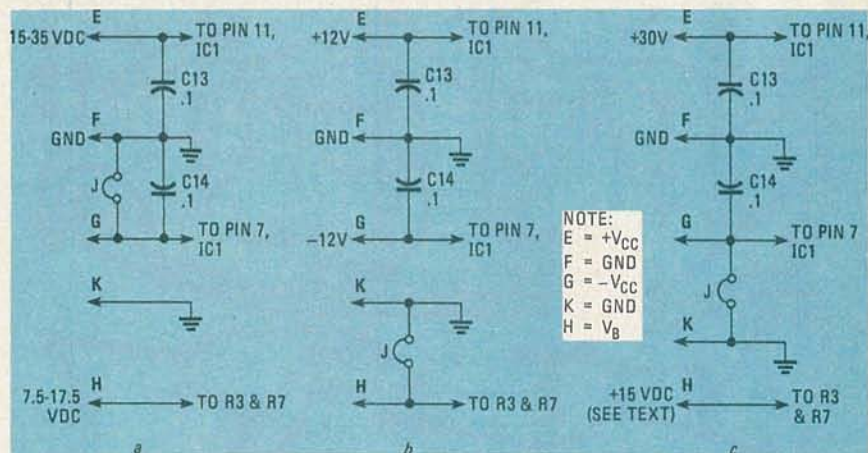 E
15-35 VDC
TO PIN 11,
IC1
C13
.1
F
GND
J
C14
.1
G
TO PIN 7,
IC1
K
H
7.5-17.5
VDC
TO R3 & R7
a
E
+12V
TO PIN 11,
IC1
C13
.1
F
GND
C14
.1
G
−12V
TO PIN 7,
IC1
K
J
H
TO R3 & R7
b
NOTE:
E = +VCC
F = GND
G = −VCC
K = GND
H = VB
E
+30V
TO PIN 11,
IC1
C13
.1
F
GND
C14
.1
G
TO PIN 7
IC1
J
K
H
+15 VDC
(SEE TEXT)
TO R3
& R7
c